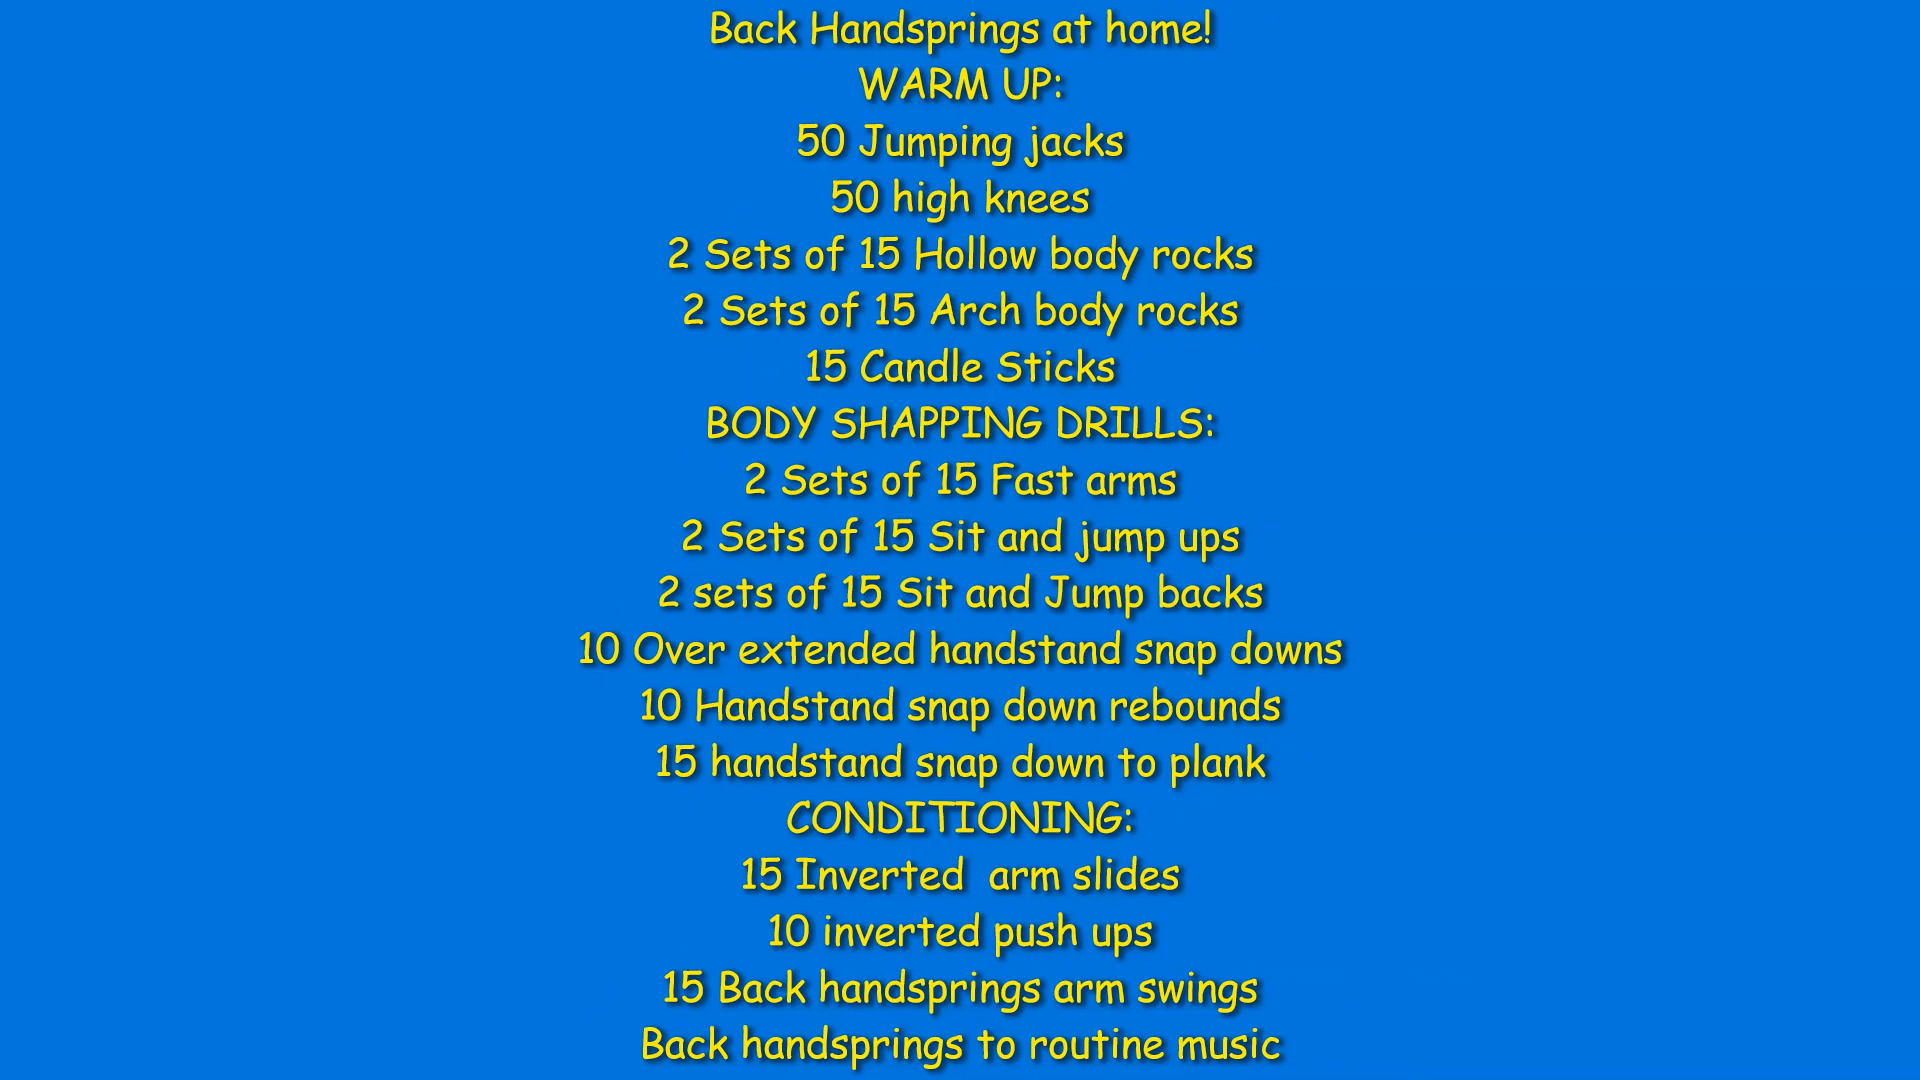 Back Handsprings at home!
WARM UP:
50 Jumping jacks
50 high knees
2 Sets of 15 Hollow body rocks
2 Sets of 15 Arch body rocks
15 Candle Sticks
BODY SHAPPING DRILLS:
2 Sets of 15 Fast arms
2 Sets of 15 Sit and jump ups
2 sets of 15 Sit and Jump backs
10 Over extended handstand snap downs
10 Handstand snap down rebounds
15 handstand snap down to plank
CONDITIONING:
15 Inverted  arm slides
10 inverted push ups
15 Back handsprings arm swings
Back handsprings to routine music